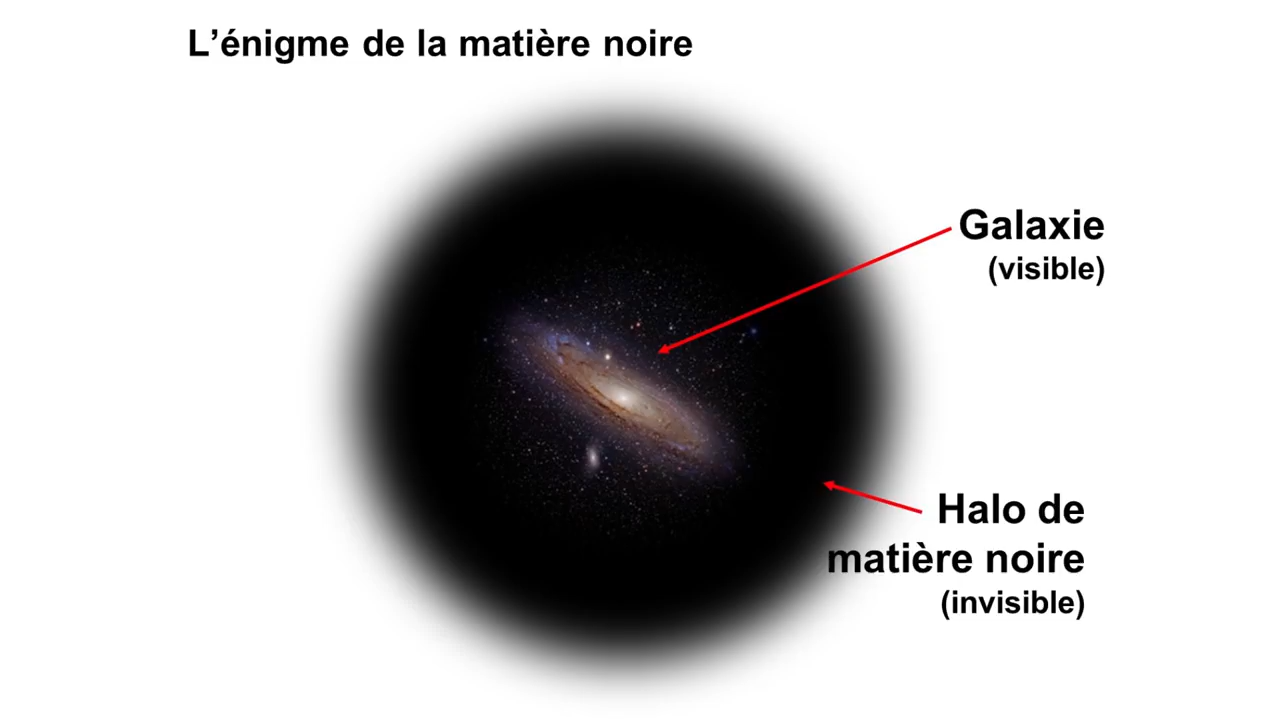 L’énigme de la matière noire
Galaxie
(visible)
Halo de
matière noire
(invisible)